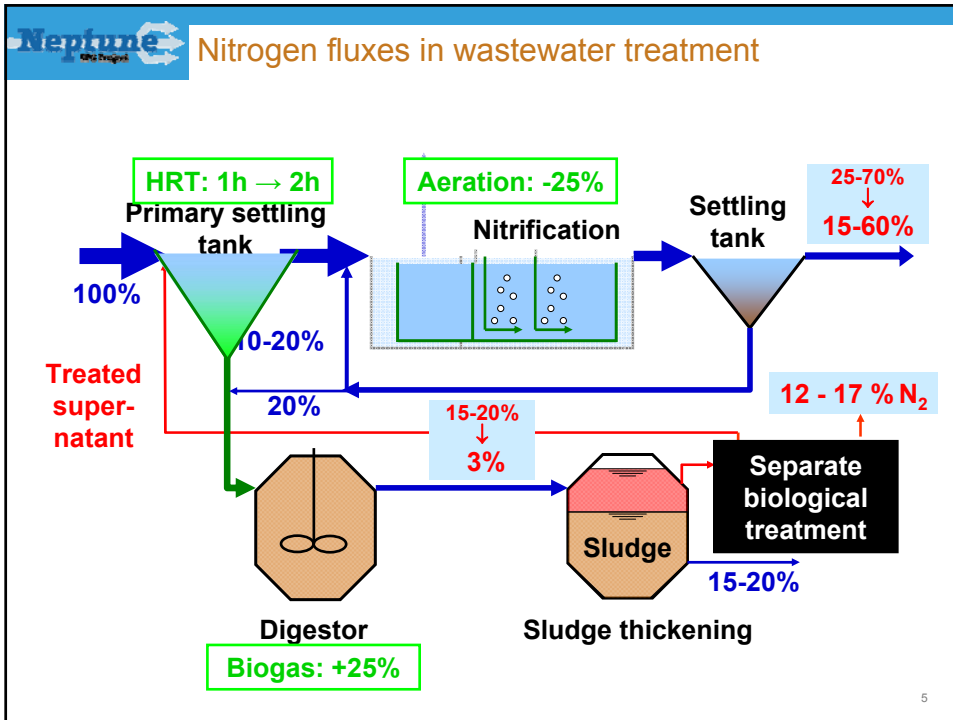 Neptune
Nitrogen fluxes in wastewater treatment
HRT: 1h → 2h
Aeration: -25%
25-70%
↓
15-60%
Primary settling
tank
Nitrification
Settling
tank
100%
10-20%
Treated
super-
natant
20%
15-20%
↓
3%
12 - 17 % N₂
Separate
biological
treatment
Sludge
15-20%
Digestor
Sludge thickening
Biogas: +25%
5